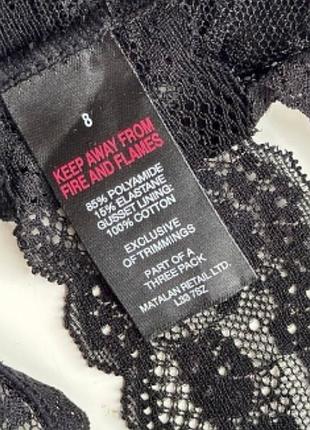 8
KEEP AWAY FROM
FIRE AND FLAMES
85% POLYAMIDE
15% ELASTANE
GUSSET LINING:
100% COTTON
EXCLUSIVE
OF TRIMMINGS
PART OF A
THREE PACK
MATALAN RETAIL LTD.
L33 7SZ